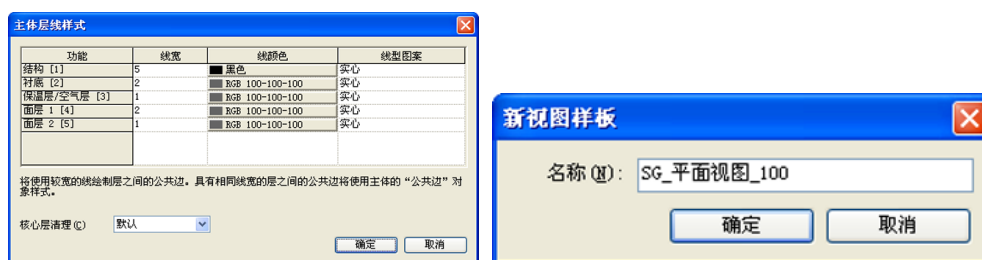 主体层线样式
功能 线宽 线颜色 线型图案
结构 [1] 5 黑色 实心
衬底 [2] 2 RGB 100-100-100 实心
保温层/空气层 [3] 1 RGB 100-100-100 实心
面层 1 [4] 2 RGB 100-100-100 实心
面层 2 [5] 1 RGB 100-100-100 实心
将使用较宽的线绘制层之间的公共边。具有相同线宽的层之间的公共边将使用主体的“公共边”对
象样式。
核心层清理(C) 默认
确定 取消
新视图样板
名称(N): SG_平面视图_100
确定 取消